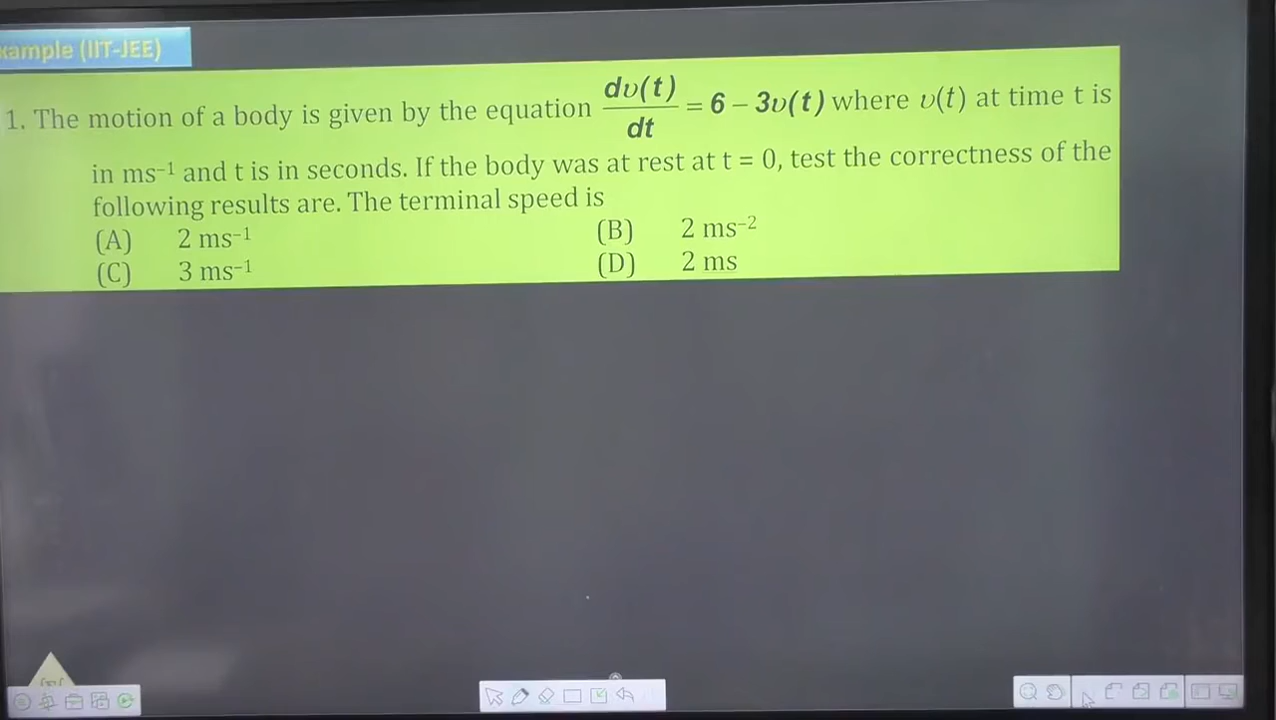 xample (IIT-JEE)
1. The motion of a body is given by the equation dυ(t)/dt = 6 – 3υ(t) where υ(t) at time t is
in ms⁻¹ and t is in seconds. If the body was at rest at t = 0, test the correctness of the
following results are. The terminal speed is
(A) 2 ms⁻¹ (B) 2 ms⁻²
(C) 3 ms⁻¹ (D) 2 ms